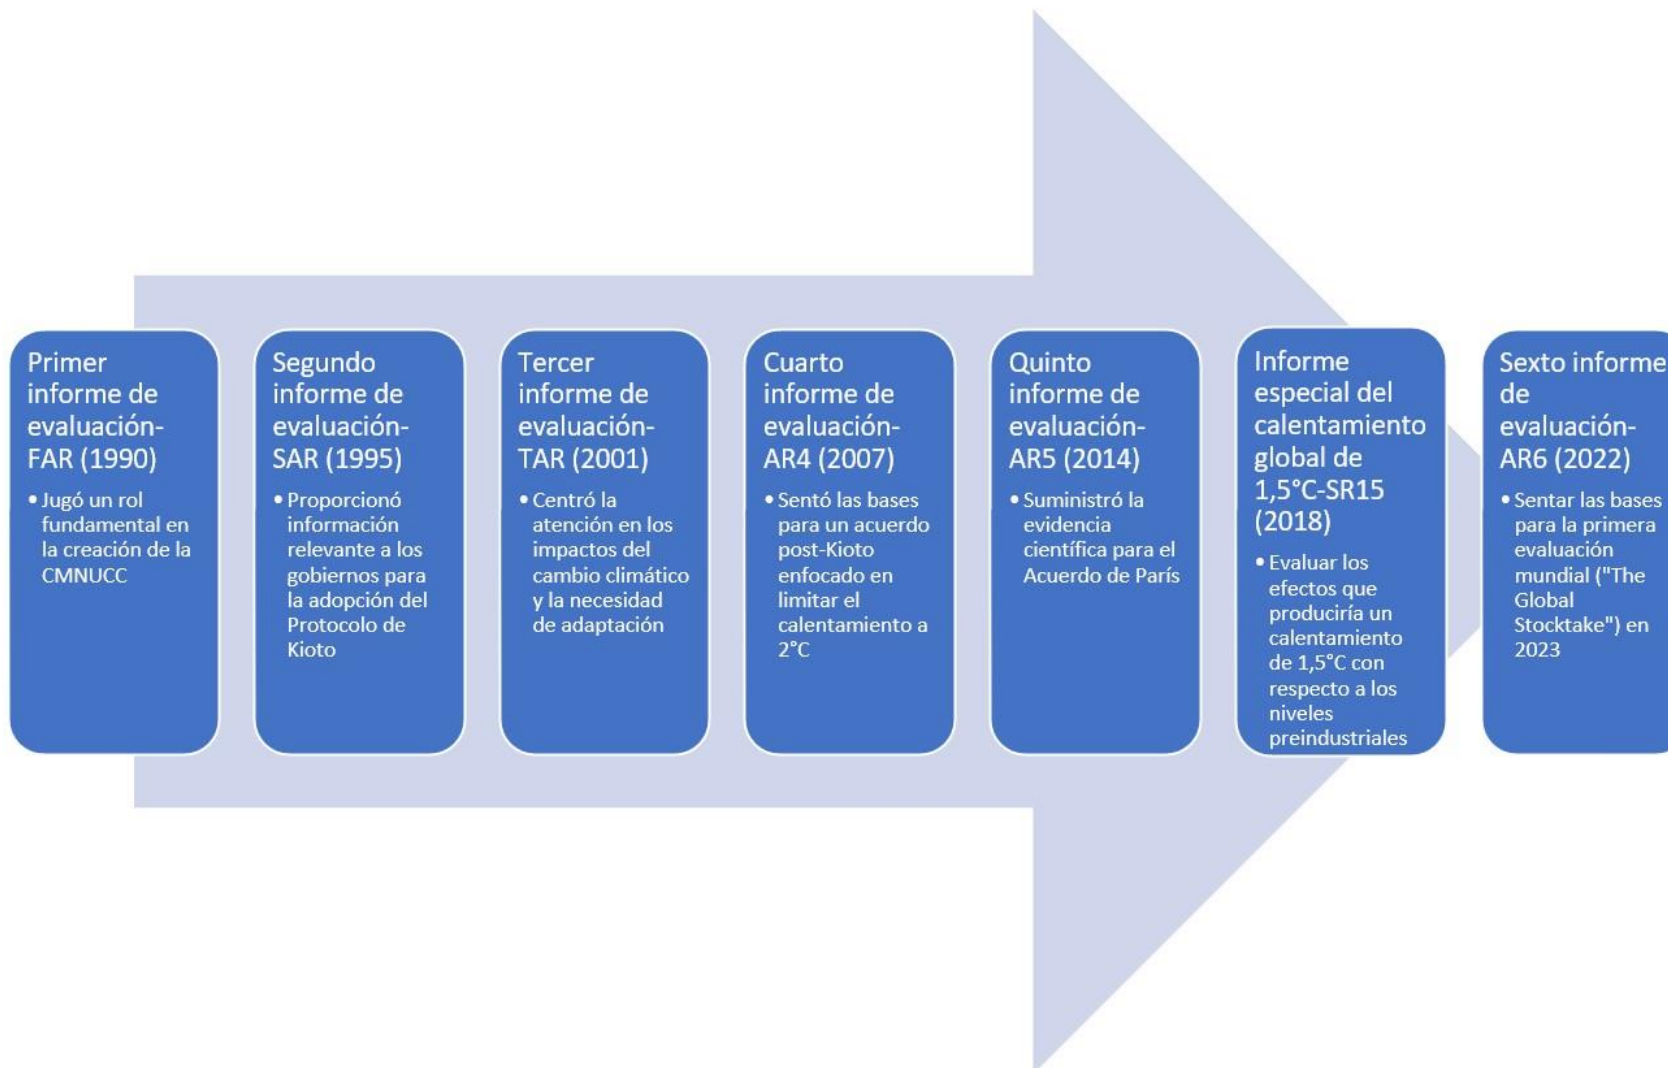 Primer
informe de
evaluación-
FAR (1990)
• Jugó un rol
fundamental en
la creación de la
CMNUCC
Segundo
informe de
evaluación-
SAR (1995)
• Proporcionó
información
relevante a los
gobiernos para
la adopción del
Protocolo de
Kioto
Tercer
informe de
evaluación-
TAR (2001)
• Centró la
atención en los
impactos del
cambio climático
y la necesidad
de adaptación
Cuarto
informe de
evaluación-
AR4 (2007)
• Sentó las bases
para un acuerdo
post-Kioto
enfocado en
limitar el
calentamiento a
2°C
Quinto
informe de
evaluación-
AR5 (2014)
• Suministró la
evidencia
científica para el
Acuerdo de París
Informe
especial del
calentamiento
global de
1,5°C-SR15
(2018)
• Evaluar los
efectos que
produciría un
calentamiento
de 1,5°C con
respecto a los
niveles
preindustriales
Sexto informe
de
evaluación-
AR6 (2022)
• Sentar las bases
para la primera
evaluación
mundial ("The
Global
Stocktake") en
2023